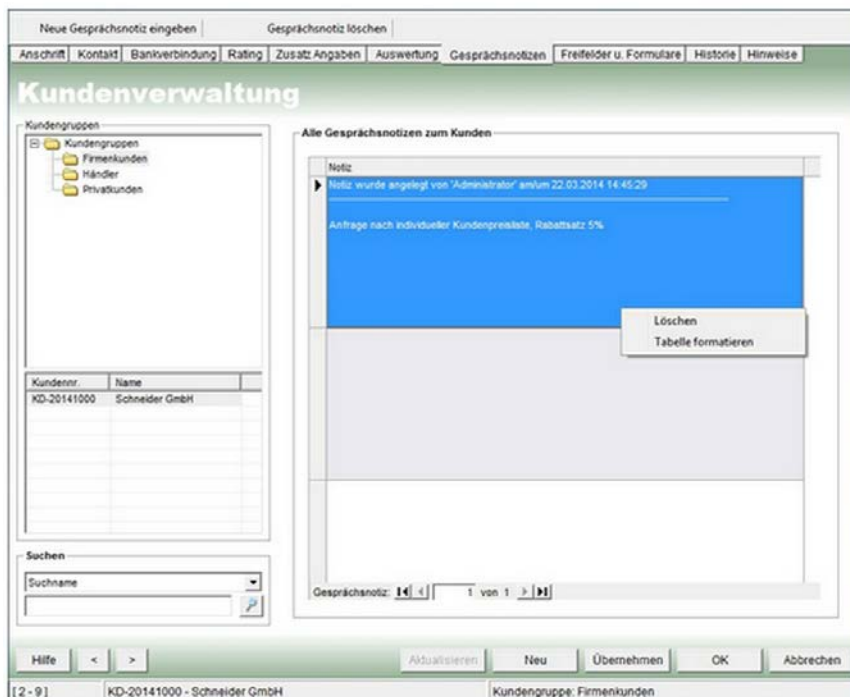 Neue Gesprächsnotiz eingeben Gesprächsnotiz löschen
Anschrift Kontakt Bankverbindung Rating Zusatz Angaben Auswertung Gesprächsnotizen Freifelder u. Formulare Historie Hinweise
Kundenverwaltung
Kundengruppen
Kundengruppen
Firmenkunden
Händler
Privatkunden
Kundennr. Name
KD-20141000 Schneider GmbH
Suchen
Suchname
Alle Gesprächsnotizen zum Kunden
Notiz
Notiz wurde angelegt von 'Administrator' am/um 22.03.2014 14:45:29
Anfrage nach individueller Kundenpreisliste, Rabattsatz 5%
Löschen
Tabelle formatieren
Gesprächsnotiz: 1 von 1
Hilfe < > Aktualisieren Neu Übernehmen OK Abbrechen
[ 2 - 9 ] KD-20141000 - Schneider GmbH Kundengruppe: Firmenkunden